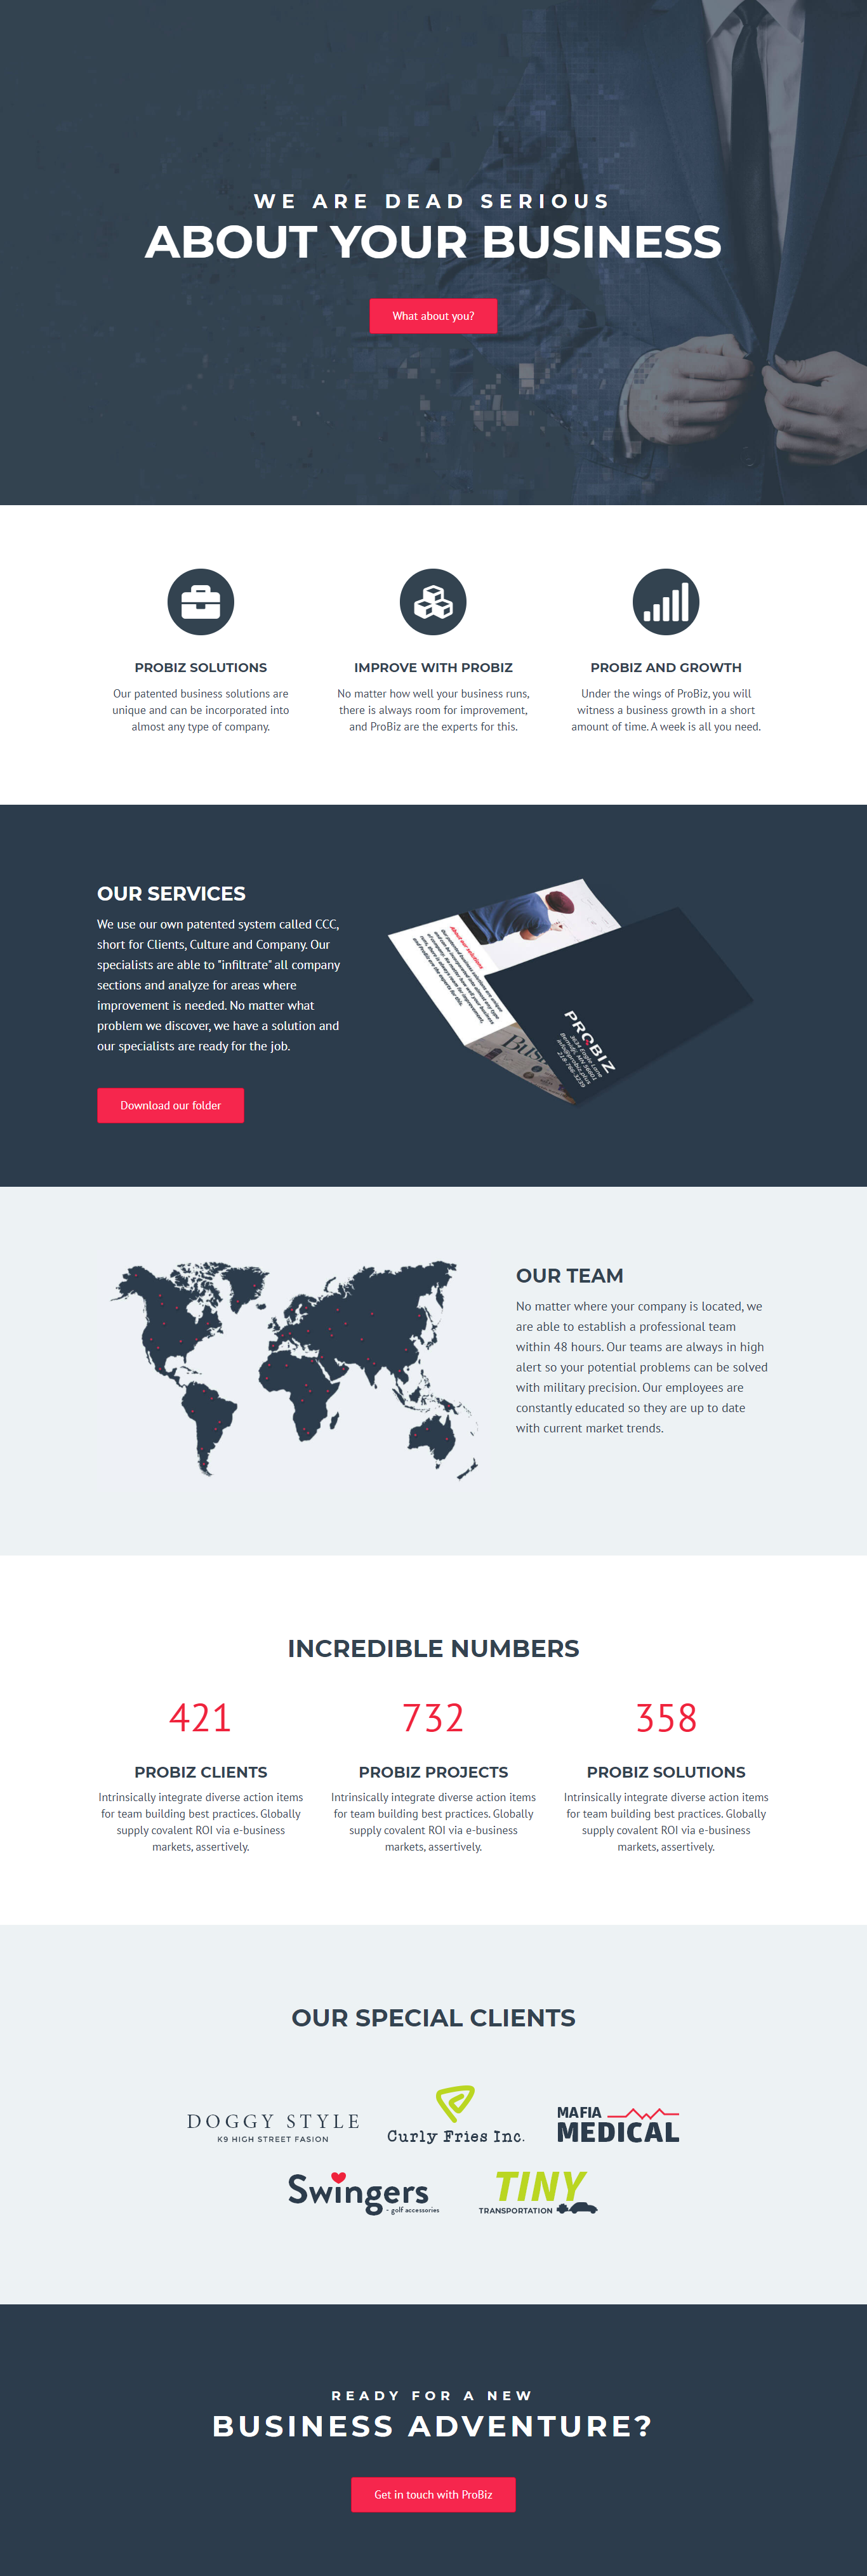 WE ARE DEAD SERIOUS
ABOUT YOUR BUSINESS
What about you?
PROBIZ SOLUTIONS
Our patented business solutions are
unique and can be incorporated into
almost any type of company.
IMPROVE WITH PROBIZ
No matter how well your business runs,
there is always room for improvement,
and ProBiz are the experts for this.
PROBIZ AND GROWTH
Under the wings of ProBiz, you will
witness a business growth in a short
amount of time. A week is all you need.
OUR SERVICES
We use our own patented system called CCC,
short for Clients, Culture and Company. Our
specialists are able to "infiltrate" all company
sections and analyze for areas where
improvement is needed. No matter what
problem we discover, we have a solution and
our specialists are ready for the job.
Download our folder
About our solutions
PROBIZ
OUR TEAM
No matter where your company is located, we
are able to establish a professional team
within 48 hours. Our teams are always in high
alert so your potential problems can be solved
with military precision. Our employees are
constantly educated so they are up to date
with current market trends.
INCREDIBLE NUMBERS
421
PROBIZ CLIENTS
Intrinsically integrate diverse action items
for team building best practices. Globally
supply covalent ROI via e-business
markets, assertively.
732
PROBIZ PROJECTS
Intrinsically integrate diverse action items
for team building best practices. Globally
supply covalent ROI via e-business
markets, assertively.
358
PROBIZ SOLUTIONS
Intrinsically integrate diverse action items
for team building best practices. Globally
supply covalent ROI via e-business
markets, assertively.
OUR SPECIAL CLIENTS
DOGGY STYLE
K9 HIGH STREET FASION
Curly Fries Inc.
MAFIA
MEDICAL
Swingers
- golf accessories
TINY
TRANSPORTATION
READY FOR A NEW
BUSINESS ADVENTURE?
Get in touch with ProBiz